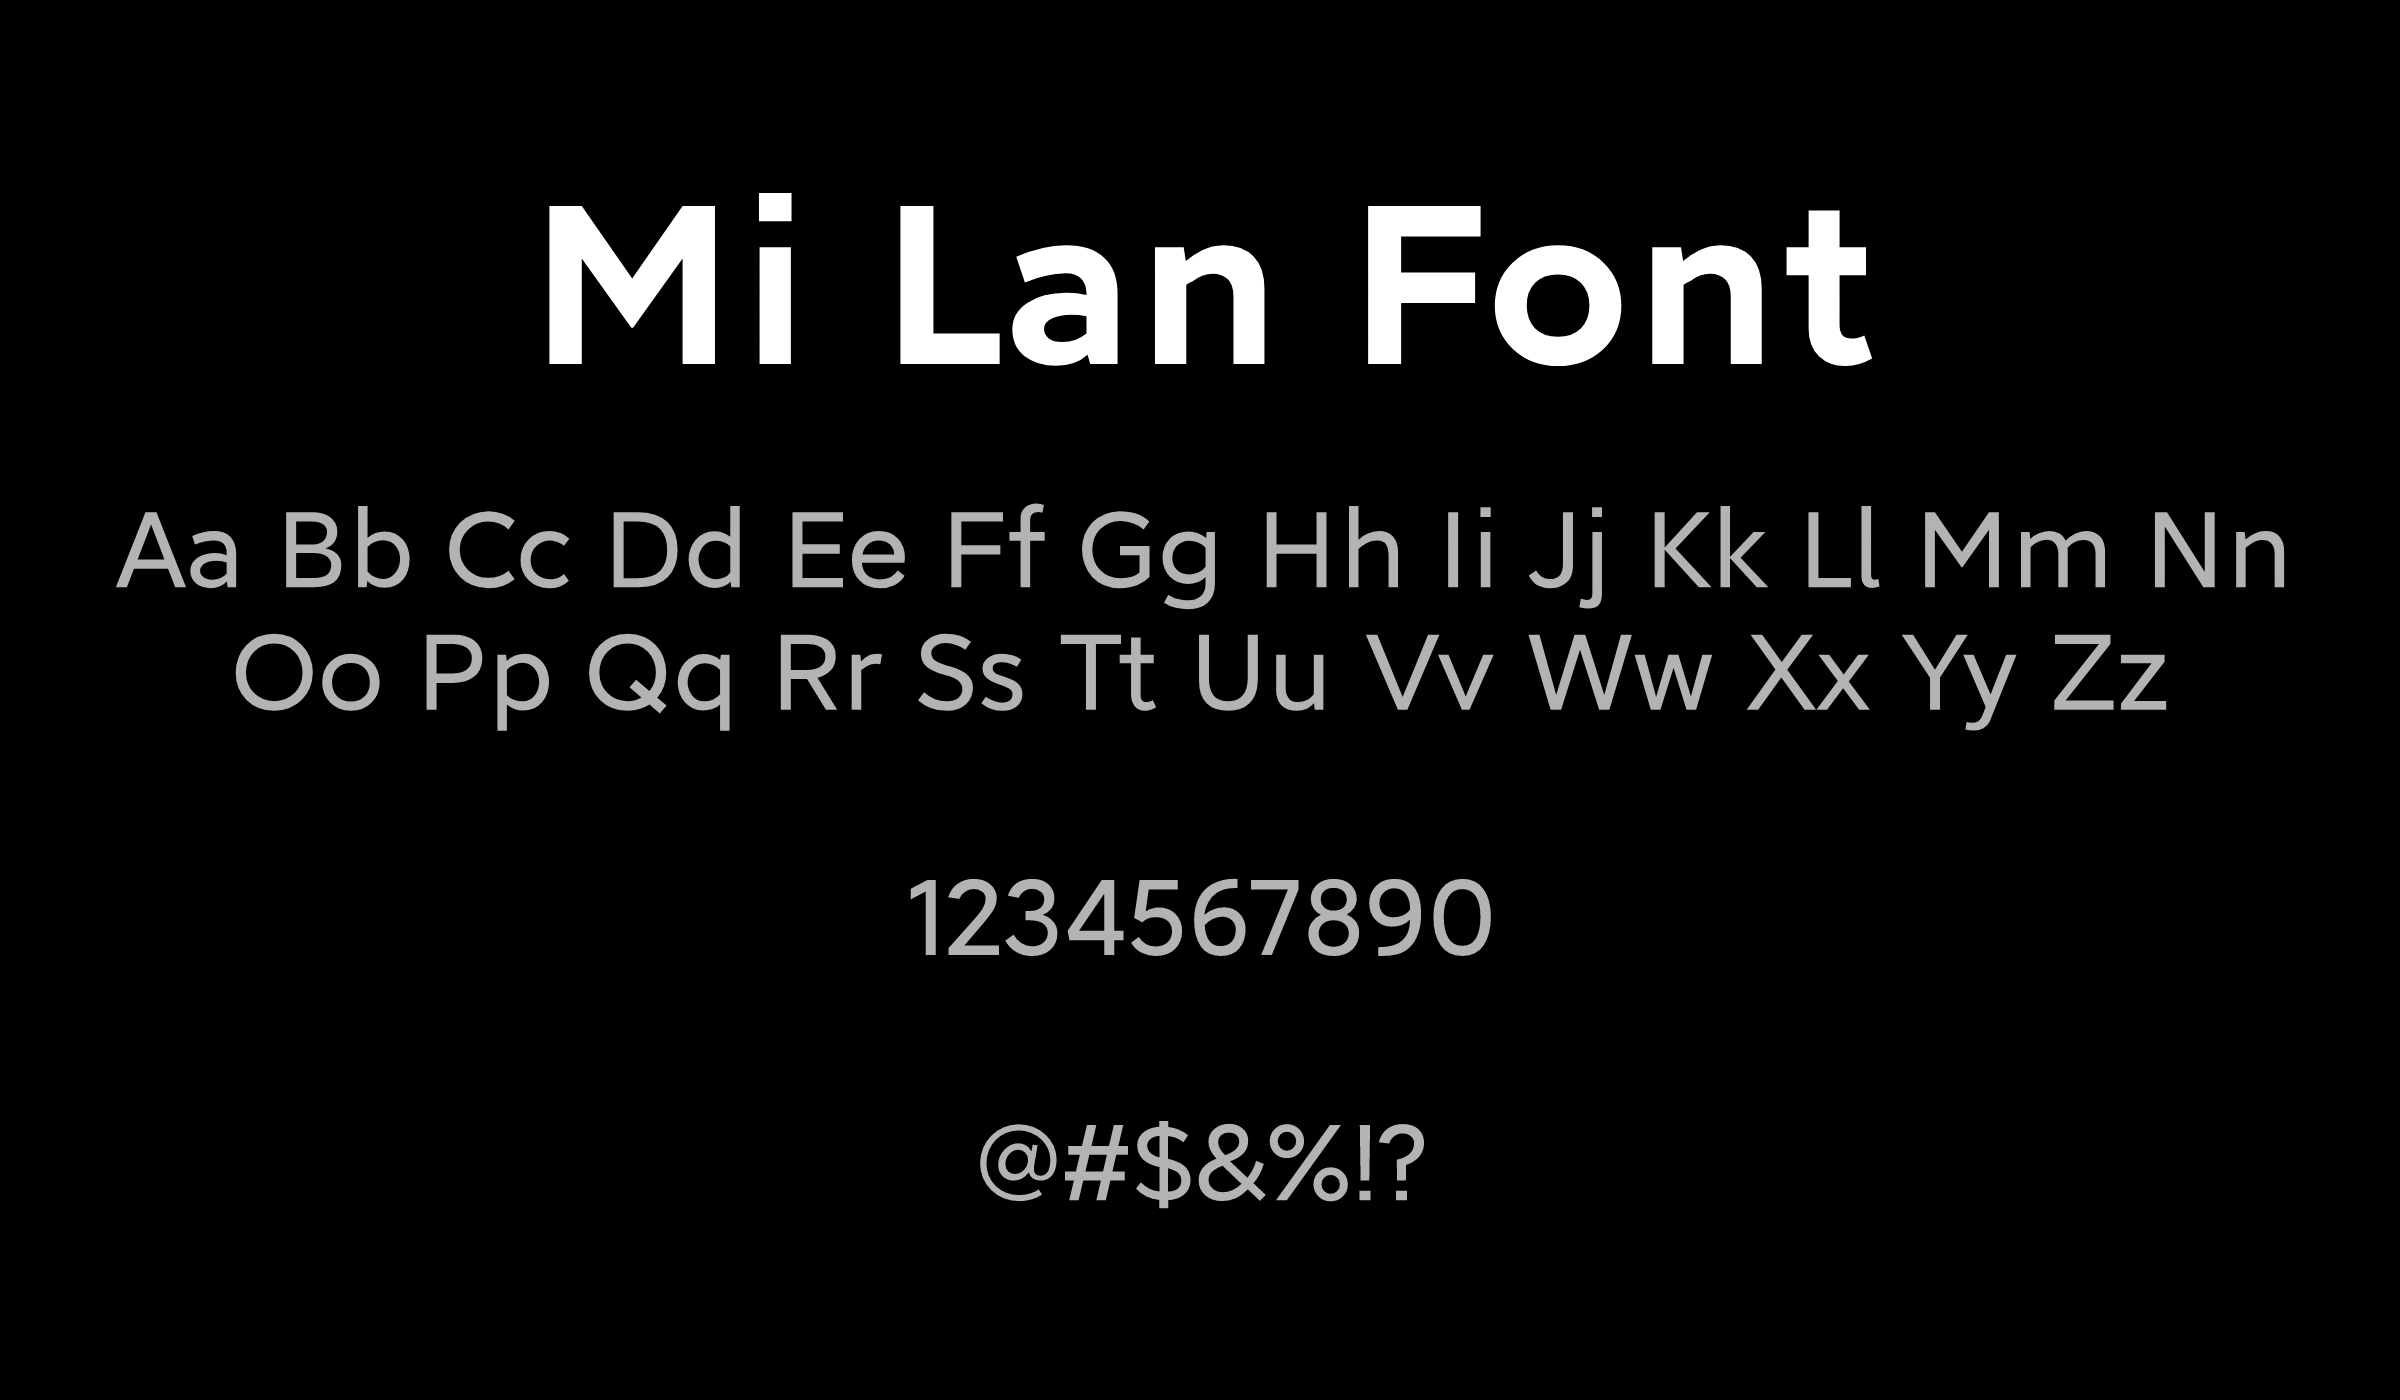 Mi Lan Font
Aa Bb Cc Dd Ee Ff Gg Hh Ii Jj Kk Ll Mm Nn
Oo Pp Qq Rr Ss Tt Uu Vv Ww Xx Yy Zz
1234567890
@#$&%!?